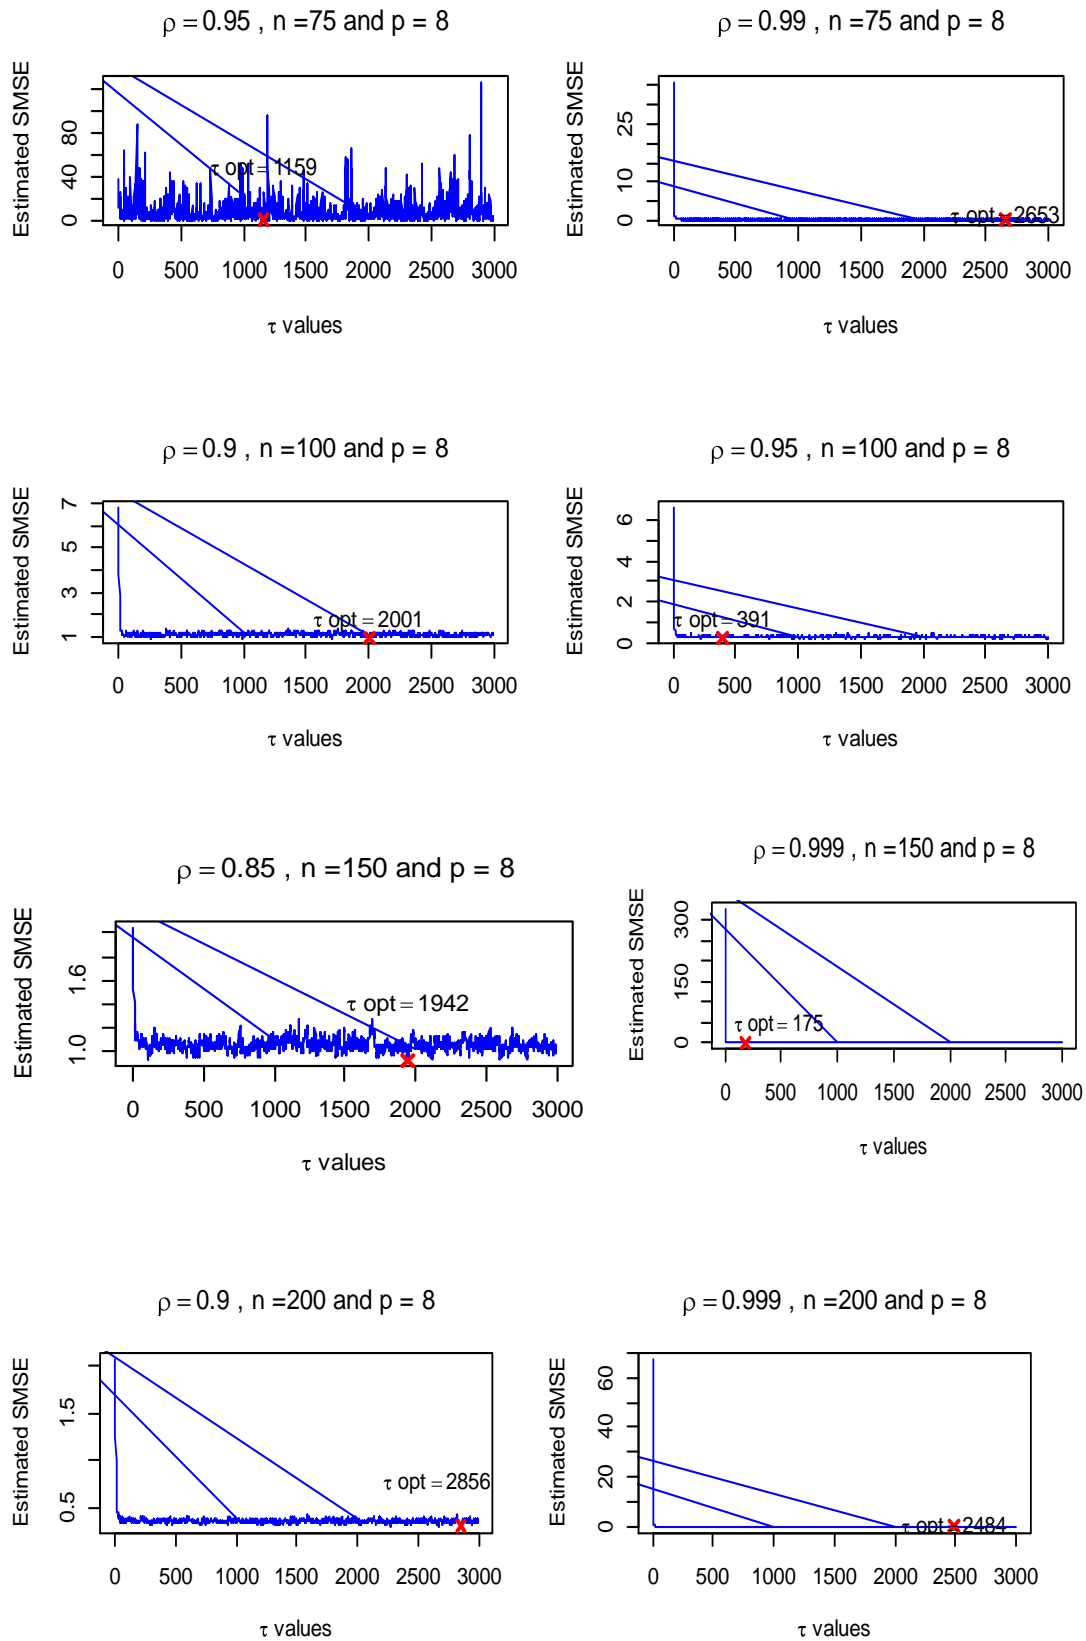 ρ = 0.95 , n =75 and p = 8
Estimated SMSE
0 40 80
τ opt = 1159
0 500 1000 1500 2000 2500 3000
τ values
ρ = 0.99 , n =75 and p = 8
Estimated SMSE
0 10 25
τ opt = 2653
0 500 1000 1500 2000 2500 3000
τ values
ρ = 0.9 , n =100 and p = 8
Estimated SMSE
1 3 5 7
τ opt = 2001
0 500 1000 1500 2000 2500 3000
τ values
ρ = 0.95 , n =100 and p = 8
Estimated SMSE
0 2 4 6
τ opt = 391
0 500 1000 1500 2000 2500 3000
τ values
ρ = 0.85 , n =150 and p = 8
Estimated SMSE
1.0 1.6
τ opt = 1942
0 500 1000 1500 2000 2500 3000
τ values
ρ = 0.999 , n =150 and p = 8
Estimated SMSE
0 150 300
τ opt = 175
0 500 1000 1500 2000 2500 3000
τ values
ρ = 0.9 , n =200 and p = 8
Estimated SMSE
0.5 1.5
τ opt = 2856
0 500 1000 1500 2000 2500 3000
τ values
ρ = 0.999 , n =200 and p = 8
Estimated SMSE
0 20 40 60
τ opt = 2484
0 500 1000 1500 2000 2500 3000
τ values